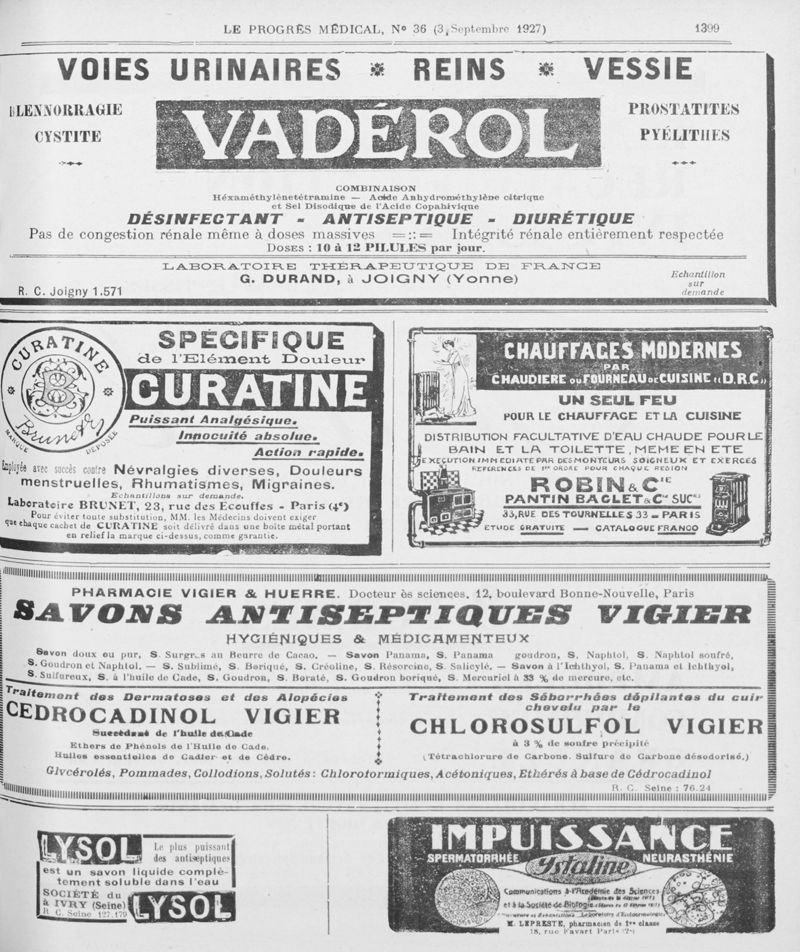 LE PROGRÈS MÉDICAL, No 36 (3 Septembre 1927)
1399
VOIES URINAIRES * REINS * VESSIE
BLENNORRAGIE
CYSTITE
VADÉROL
PROSTATITES
PYÉLITHES
COMBINAISON
Héxaméthylènetétramine — Acide Anhydrométhylène citrique
et Sel Disodique de l'Acide Copahivique
DÉSINFECTANT - ANTISEPTIQUE - DIURÉTIQUE
Pas de congestion rénale même à doses massives =::= Intégrité rénale entièrement respectée
DOSES : 10 à 12 PILULES par jour.
LABORATOIRE THÉRAPEUTIQUE DE FRANCE
G. DURAND, à JOIGNY (Yonne)
R. C. Joigny 1.571
Echantillon
sur
demande
CURATINE
Brunot
MARQUE DÉPOSÉE
SPÉCIFIQUE
de l'Elément Douleur
CURATINE
Puissant Analgésique.
Innocuité absolue.
Action rapide.
Employée avec succès contre Névralgies diverses, Douleurs
menstruelles, Rhumatismes, Migraines.
Echantillons sur demande.
Laboratoire BRUNET, 23, rue des Ecouffes - Paris (4e)
Pour éviter toute substitution, MM. les Médecins doivent exiger
que chaque cachet de CURATINE soit délivré dans une boîte métal portant
en relief la marque ci-dessus, comme garantie.
CHAUFFAGES MODERNES
PAR
CHAUDIERE OU FOURNEAU DE CUISINE "D.R.C"
UN SEUL FEU
POUR LE CHAUFFAGE ET LA CUISINE
DISTRIBUTION FACULTATIVE D'EAU CHAUDE POUR LE
BAIN ET LA TOILETTE, MEME EN ETE
EXECUTION IMMEDIATE PAR DES MONTEURS SOIGNEUX ET EXERCES
REFERENCES DE 1er ORDRE POUR CHAQUE REGION
ROBIN & CIE
PANTIN BAGLET & Cie SUCrs
33, RUE DES TOURNELLES 33 - PARIS
ETUDE GRATUITE — CATALOGUE FRANCO
PHARMACIE VIGIER & HUERRE. Docteur ès sciences, 12, boulevard Bonne-Nouvelle, Paris
SAVONS ANTISEPTIQUES VIGIER
HYGIÉNIQUES & MÉDICAMENTEUX
Savon doux ou pur, S. Surgras au Beurre de Cacao. — Savon Panama, S. Panama goudron, S. Naphtol, S. Naphtol soufré,
S. Goudron et Naphtol, — S. Sublimé, S. Boriqué, S. Créoline, S. Résorcine, S. Salicylé. — Savon à l'Ichthyol, S. Panama et Ichthyol,
S. Sulfureux, S. à l'huile de Cade, S. Goudron, S. Boraté, S. Goudron boriqué, S. Mercuriel à 33 % de mercure, etc.
Traitement des Dermatoses et des Alopécies
CEDROCADINOL VIGIER
Succédané de l'huile de Cade
Ethers de Phénols de l'Huile de Cade.
Huiles essentielles de Cadier et de Cèdre.
Traitement des Séborrhées dépilantes du cuir
chevelu par le
CHLOROSULFOL VIGIER
à 3 % de soufre précipité
(Tétrachlorure de Carbone. Sulfure de Carbone désodorisé.)
Glycérolés, Pommades, Collodions, Solutés : Chloroformiques, Acétoniques, Ethérés à base de Cédrocadinol
R. C. Seine : 76.24
LYSOL
Le plus puissant
des antiseptiques
est un savon liquide complè-
tement soluble dans l'eau
SOCIÉTÉ du
à IVRY (Seine)
R. C. Seine 127.179
LYSOL
IMPUISSANCE
SPERMATORRHÉE
Ystaline
NEURASTHÉNIE
Communications à l'Académie des Sciences
et à la Société de Biologie
M. LEPRESTE, pharmacien de 1re classe
18, rue Favart Paris